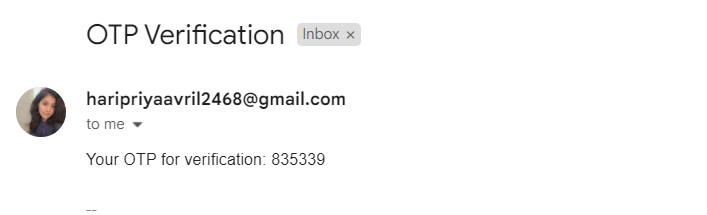 OTP Verification Inbox ×
haripriyaavril2468@gmail.com
to me
Your OTP for verification: 835339
--